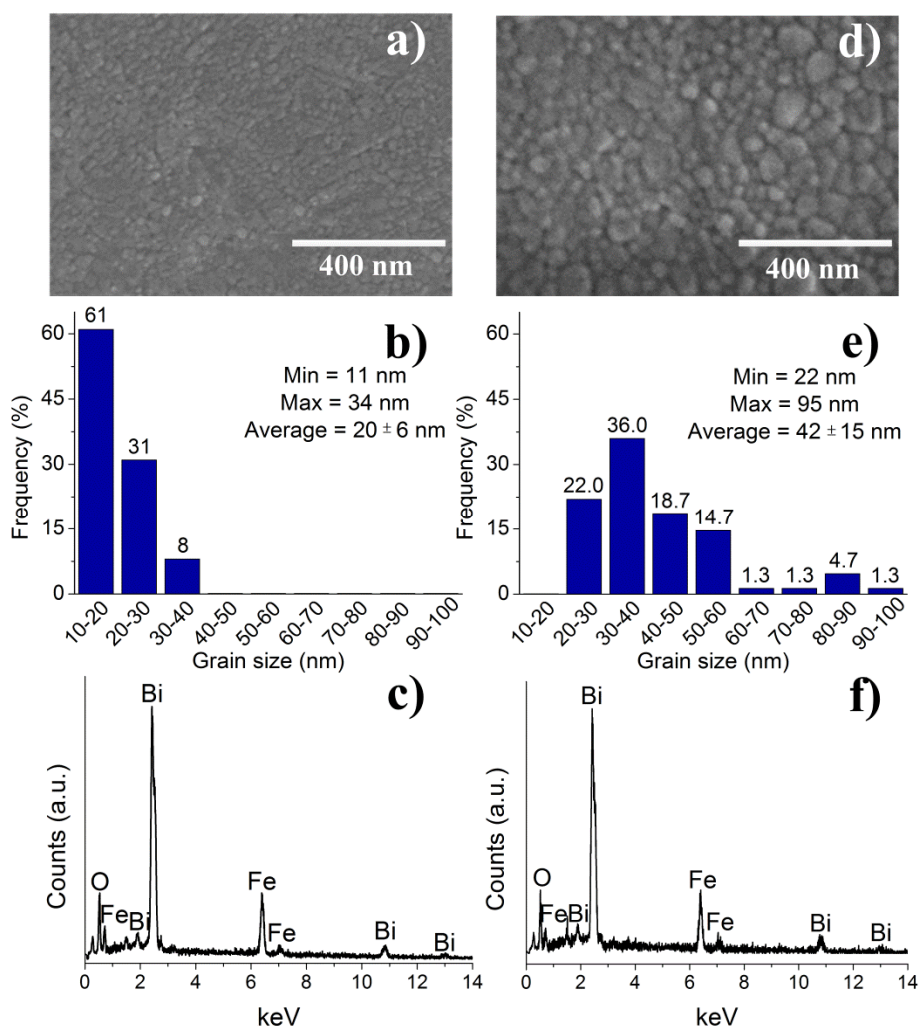 a)
400 nm
d)
400 nm
b)
61
31
8
Min = 11 nm
Max = 34 nm
Average = 20 ± 6 nm
Frequency (%)
60
45
30
15
0
10-20
20-30
30-40
40-50
50-60
60-70
70-80
80-90
90-100
Grain size (nm)
e)
Min = 22 nm
Max = 95 nm
Average = 42 ± 15 nm
22.0
36.0
18.7
14.7
1.3
1.3
4.7
1.3
Frequency (%)
60
45
30
15
0
10-20
20-30
30-40
40-50
50-60
60-70
70-80
80-90
90-100
Grain size (nm)
c)
Counts (a.u.)
O
Fe
Bi
Bi
Fe
Fe
Bi
Bi
0
2
4
6
8
10
12
14
keV
f)
Counts (a.u.)
O
Fe
Bi
Bi
Fe
Fe
Bi
Bi
0
2
4
6
8
10
12
14
keV